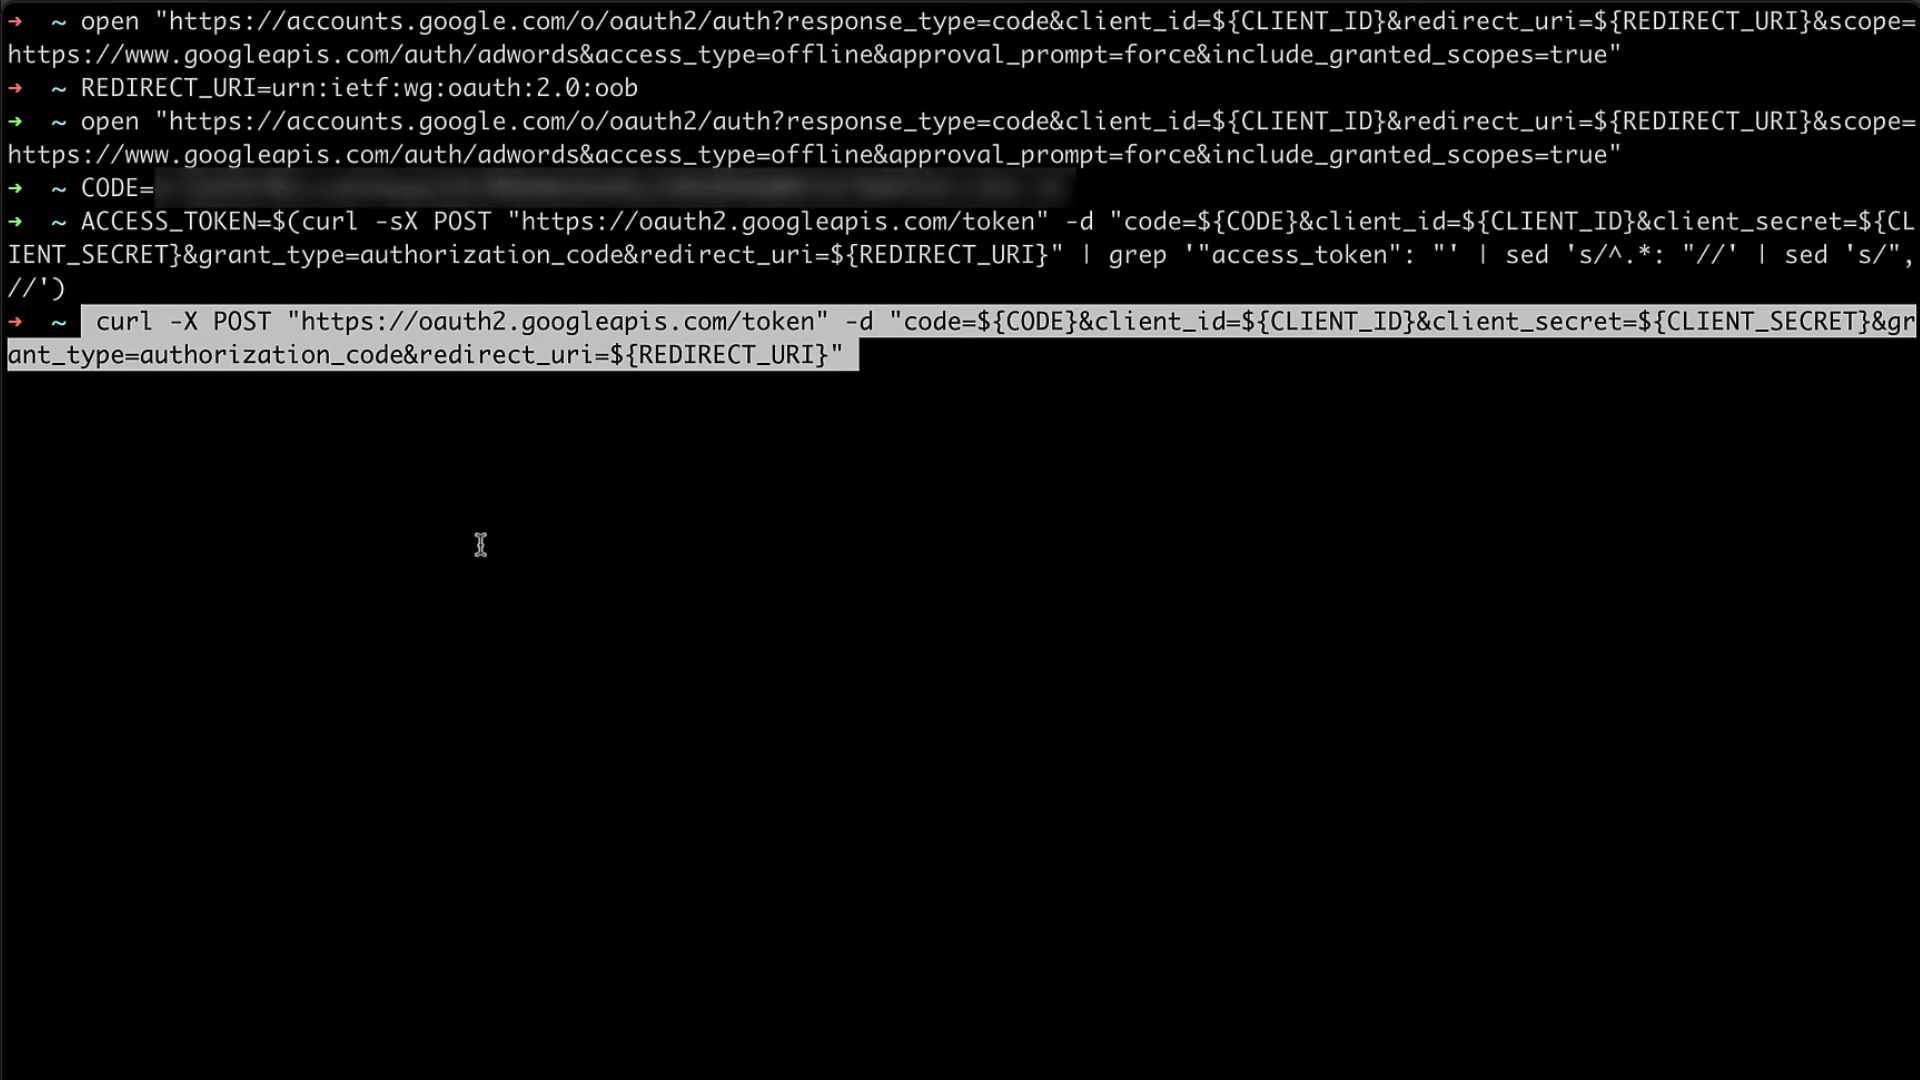 →  ~ open "https://accounts.google.com/o/oauth2/auth?response_type=code&client_id=${CLIENT_ID}&redirect_uri=${REDIRECT_URI}&scope=
https://www.googleapis.com/auth/adwords&access_type=offline&approval_prompt=force&include_granted_scopes=true"
→  ~ REDIRECT_URI=urn:ietf:wg:oauth:2.0:oob
→  ~ open "https://accounts.google.com/o/oauth2/auth?response_type=code&client_id=${CLIENT_ID}&redirect_uri=${REDIRECT_URI}&scope=
https://www.googleapis.com/auth/adwords&access_type=offline&approval_prompt=force&include_granted_scopes=true"
→  ~ CODE=
→  ~ ACCESS_TOKEN=$(curl -sX POST "https://oauth2.googleapis.com/token" -d "code=${CODE}&client_id=${CLIENT_ID}&client_secret=${CL
IENT_SECRET}&grant_type=authorization_code&redirect_uri=${REDIRECT_URI}" | grep '"access_token": "' | sed 's/^.*: "//' | sed 's/",
//')
→  ~  curl -X POST "https://oauth2.googleapis.com/token" -d "code=${CODE}&client_id=${CLIENT_ID}&client_secret=${CLIENT_SECRET}&gr
ant_type=authorization_code&redirect_uri=${REDIRECT_URI}"